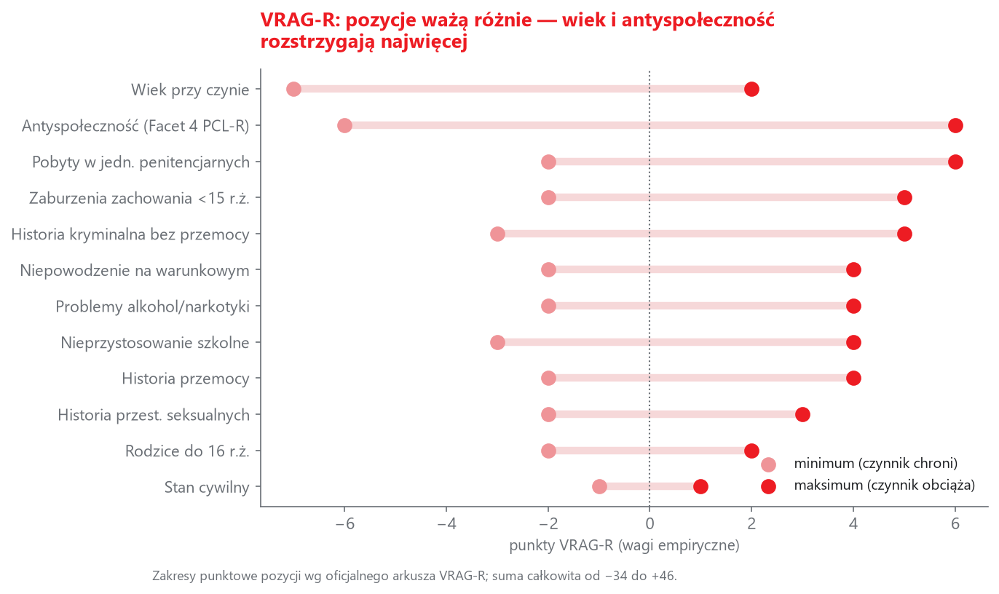 VRAG-R: pozycje ważą różnie — wiek i antyspołeczność
rozstrzygają najwięcej
Wiek przy czynie
Antyspołeczność (Facet 4 PCL-R)
Pobyty w jedn. penitencjarnych
Zaburzenia zachowania <15 r.ż.
Historia kryminalna bez przemocy
Niepowodzenie na warunkowym
Problemy alkohol/narkotyki
Nieprzystosowanie szkolne
Historia przemocy
Historia przest. seksualnych
Rodzice do 16 r.ż.
Stan cywilny
minimum (czynnik chroni)
maksimum (czynnik obciąża)
−6 −4 −2 0 2 4 6
punkty VRAG-R (wagi empiryczne)
Zakresy punktowe pozycji wg oficjalnego arkusza VRAG-R; suma całkowita od −34 do +46.